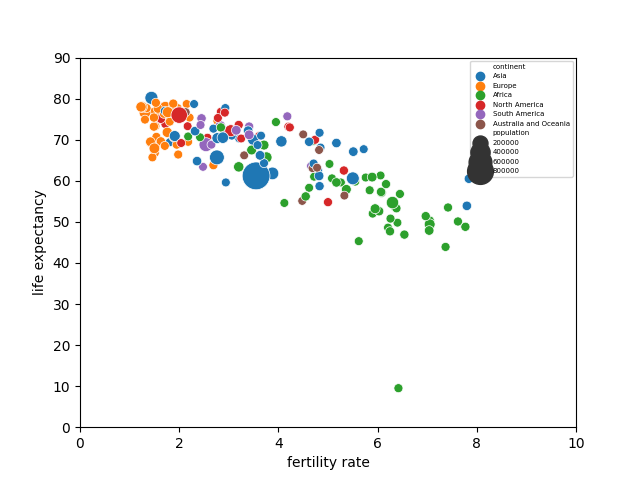 90
80
70
60
50
40
30
20
10
0
life expectancy
0 2 4 6 8 10
fertility rate
continent
Asia
Europe
Africa
North America
South America
Australia and Oceania
population
200000
400000
600000
800000